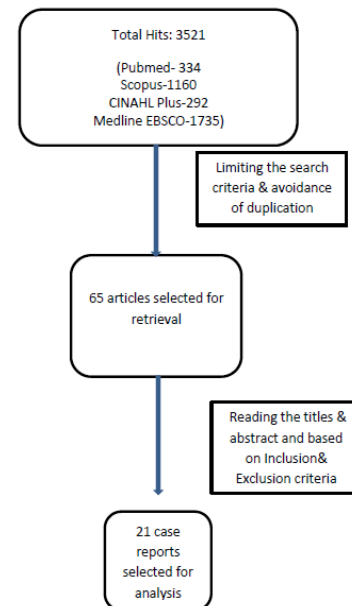 Total Hits: 3521
(Pubmed- 334
Scopus-1160
CINAHL Plus-292
Medline EBSCO-1735)
Limiting the search
criteria & avoidance
of duplication
65 articles selected for
retrieval
Reading the titles &
abstract and based
on Inclusion&
Exclusion criteria
21 case
reports
selected for
analysis